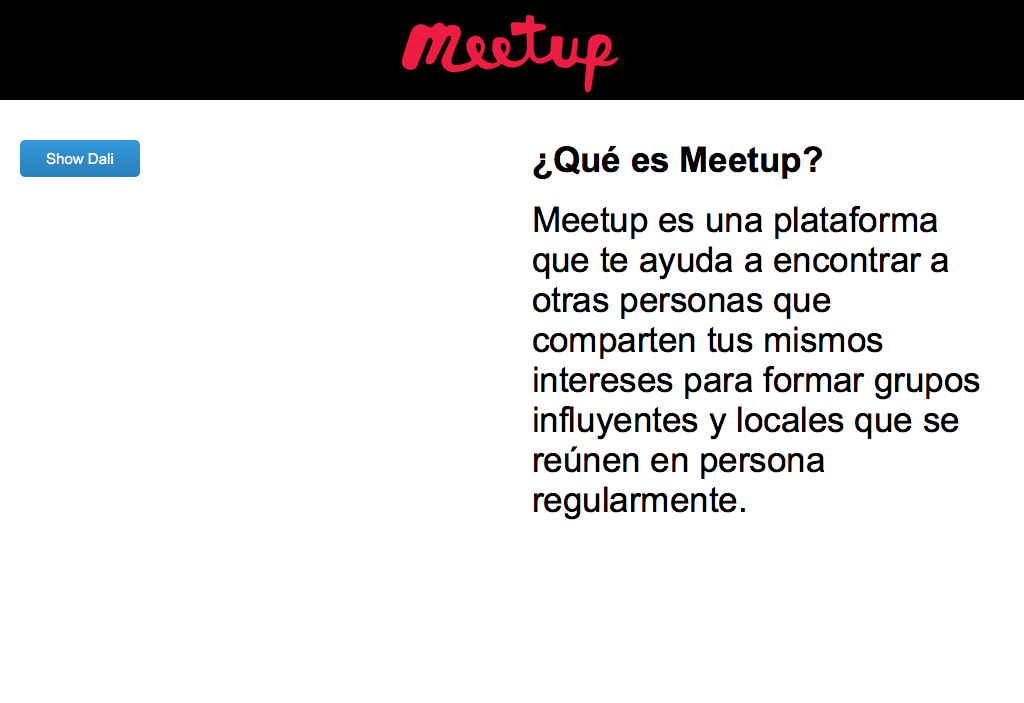 Meetup
Show Dali
¿Qué es Meetup?
Meetup es una plataforma
que te ayuda a encontrar a
otras personas que
comparten tus mismos
intereses para formar grupos
influyentes y locales que se
reúnen en persona
regularmente.